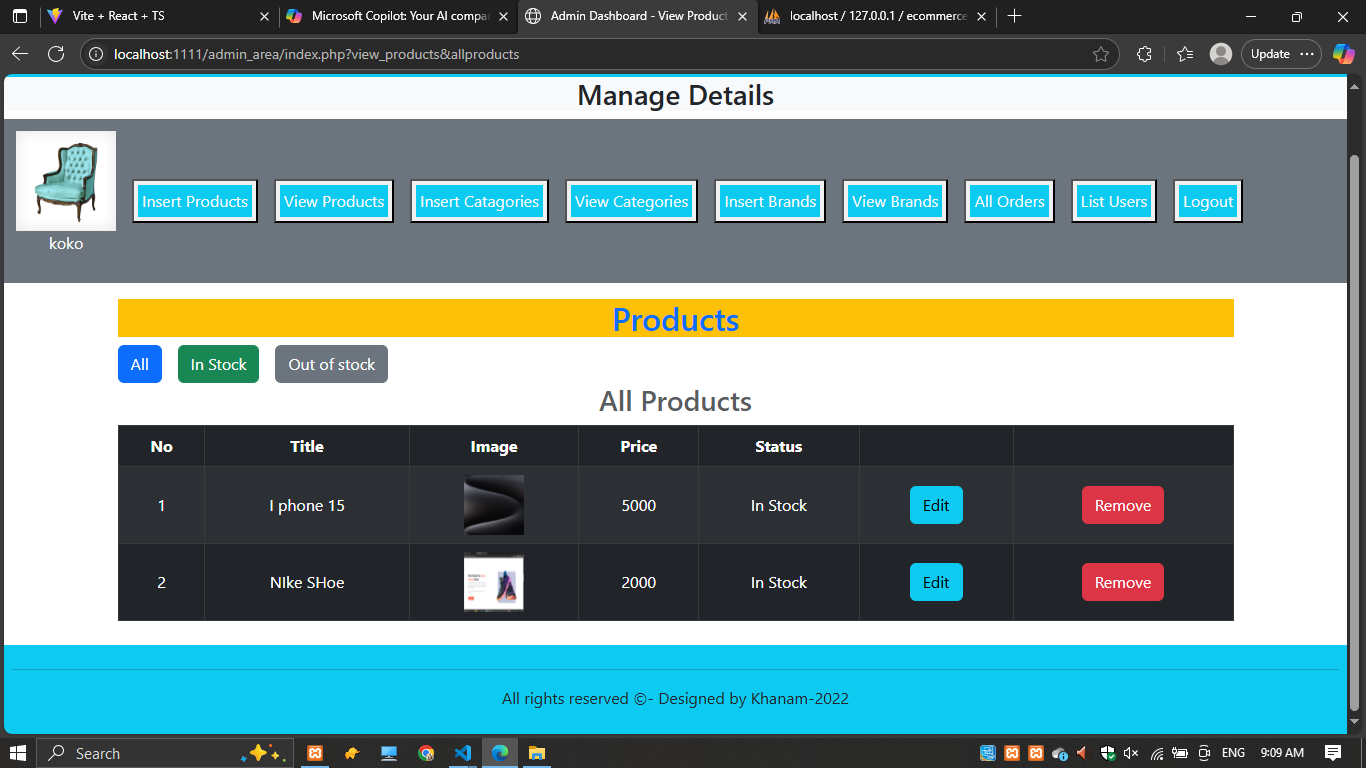 Vite + React + TS
Microsoft Copilot: Your AI compa
Admin Dashboard - View Product
localhost / 127.0.0.1 / ecommerce
localhost:1111/admin_area/index.php?view_products&allproducts
Update
Manage Details
koko
Insert Products View Products Insert Catagories View Categories Insert Brands View Brands All Orders List Users Logout
Products
All In Stock Out of stock
All Products
No Title Image Price Status
1 I phone 15 5000 In Stock Edit Remove
2 NIke SHoe 2000 In Stock Edit Remove
All rights reserved ©- Designed by Khanam-2022
Search
ENG 9:09 AM